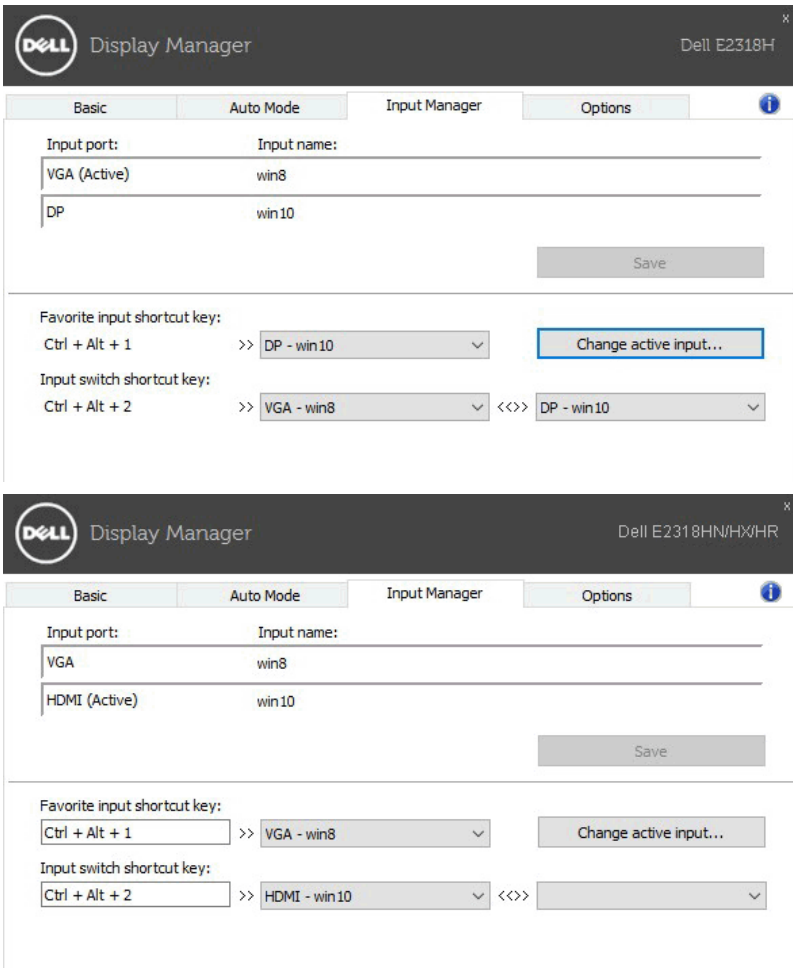 x
DELL Display Manager Dell E2318H
Basic Auto Mode Input Manager Options i
Input port: Input name:
VGA (Active) win8
DP win10
Save
Favorite input shortcut key:
Ctrl + Alt + 1 >> DP - win10 Change active input...
Input switch shortcut key:
Ctrl + Alt + 2 >> VGA - win8 <<>> DP - win10
x
DELL Display Manager Dell E2318HN/HX/HR
Basic Auto Mode Input Manager Options i
Input port: Input name:
VGA win8
HDMI (Active) win10
Save
Favorite input shortcut key:
Ctrl + Alt + 1 >> VGA - win8 Change active input...
Input switch shortcut key:
Ctrl + Alt + 2 >> HDMI - win10 <<>>